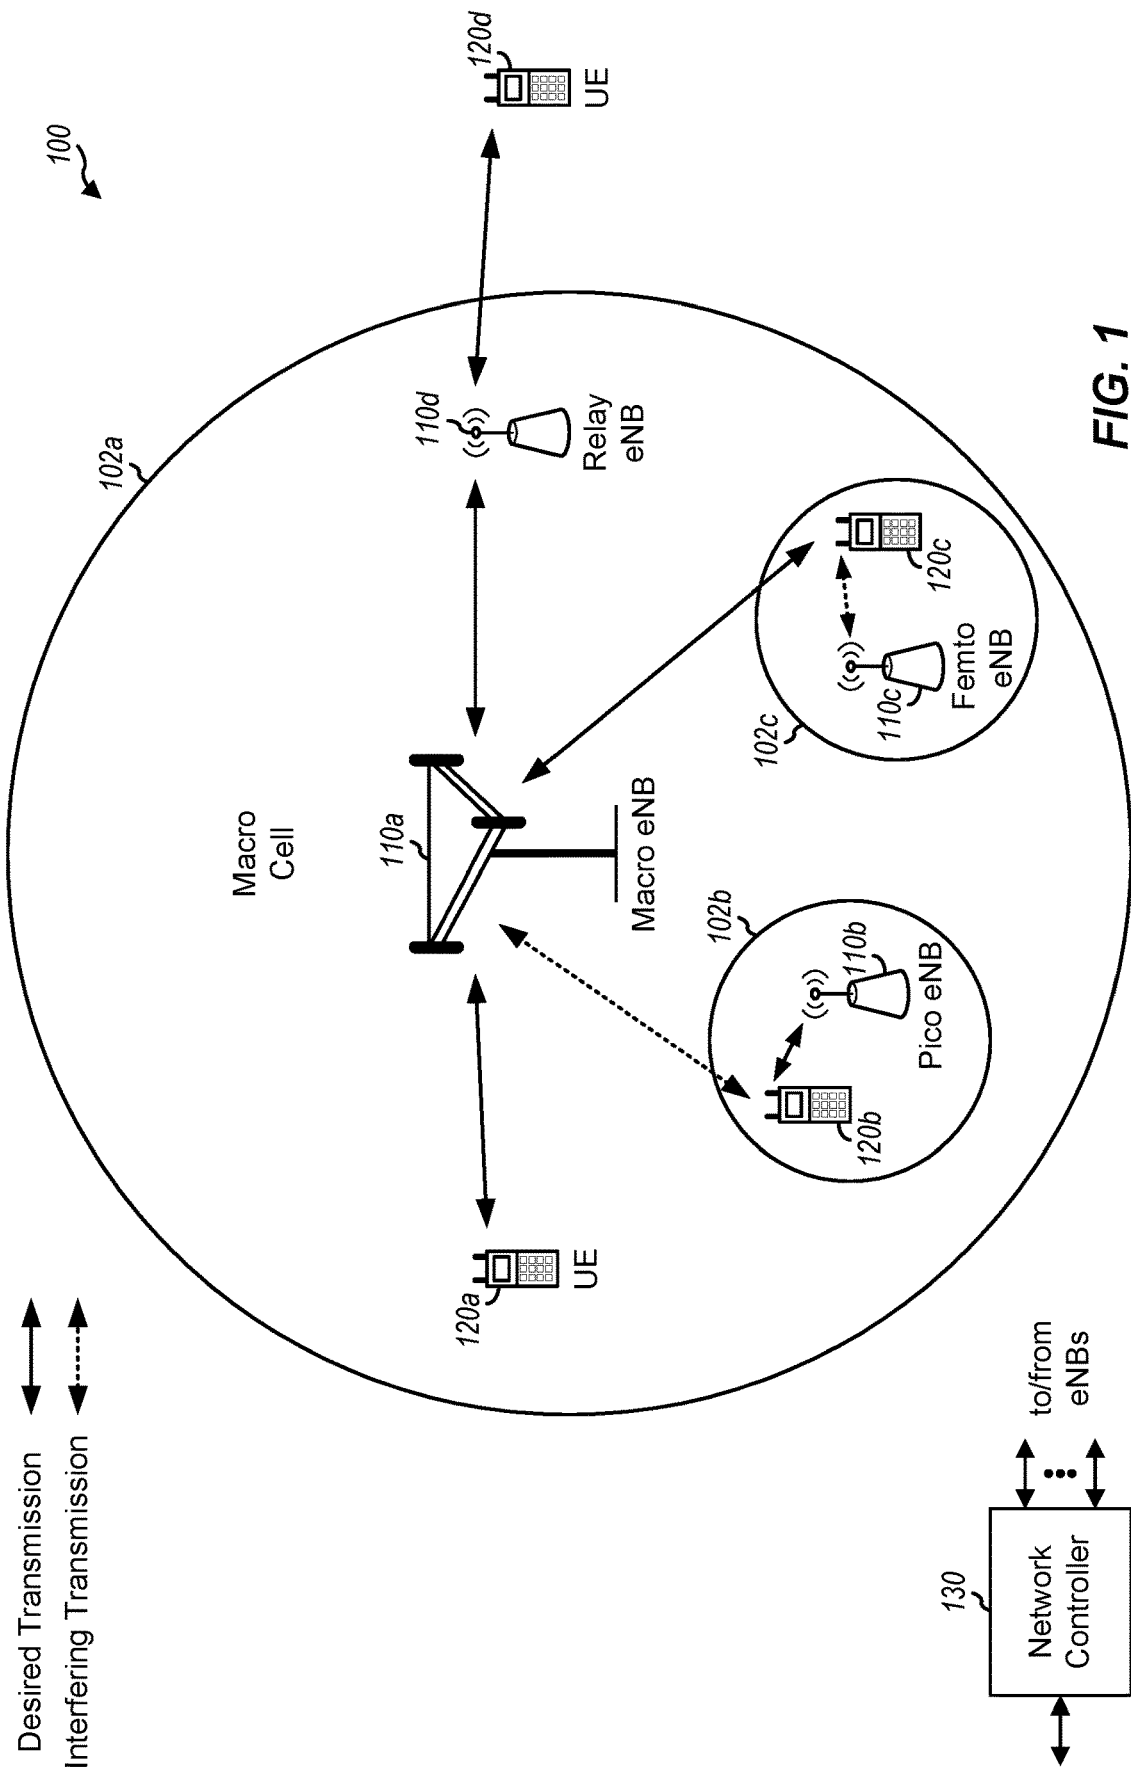 Desired Transmission
Interfering Transmission
100
102a
Macro
Cell
110a
110d
120d
120a
UE
Macro eNB
Relay
eNB
UE
102b
102c
120b
110b
Pico eNB
110c
120c
Femto
eNB
130
Network
Controller
to/from
eNBs
FIG. 1